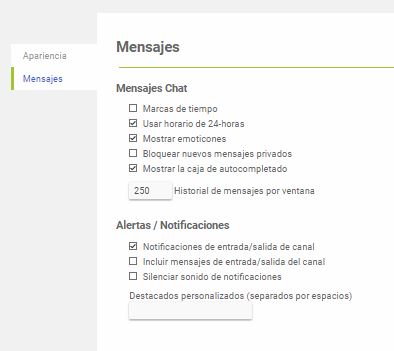 Apariencia
Mensajes
Mensajes
Mensajes Chat
Marcas de tiempo
Usar horario de 24-horas
Mostrar emoticones
Bloquear nuevos mensajes privados
Mostrar la caja de autocompletado
250 Historial de mensajes por ventana
Alertas / Notificaciones
Notificaciones de entrada/salida de canal
Incluir mensajes de entrada/salida del canal
Silenciar sonido de notificaciones
Destacados personalizados (separados por espacios)